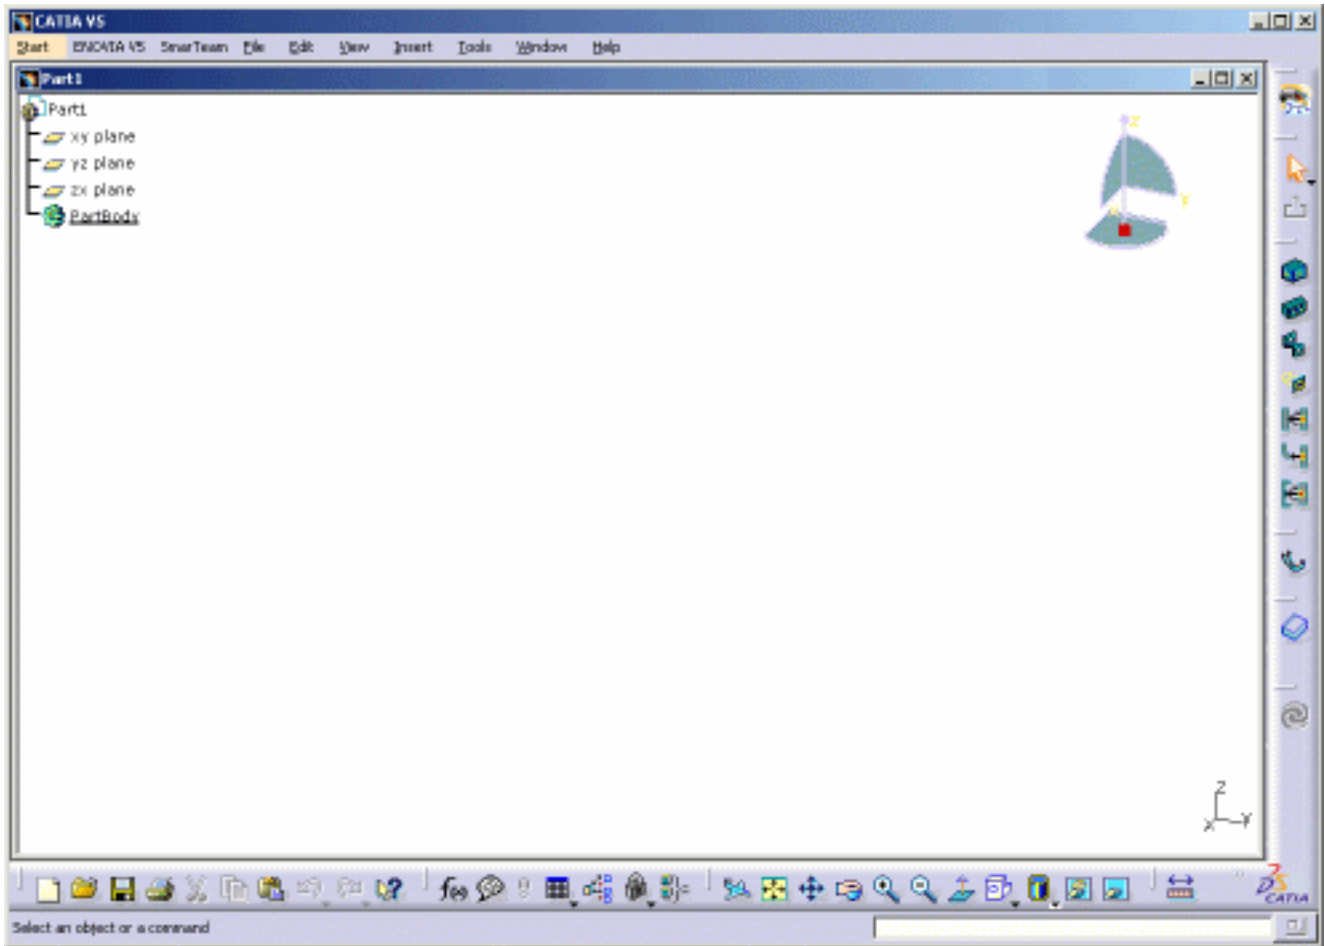 CATIA V5
Start ENOVIA V5 SmarTeam File Edit View Insert Tools Window Help
Part1
Part1
xy plane
yz plane
zx plane
PartBody
Z
Y
Z
X Y
f(x)
CATIA
Select an object or a command